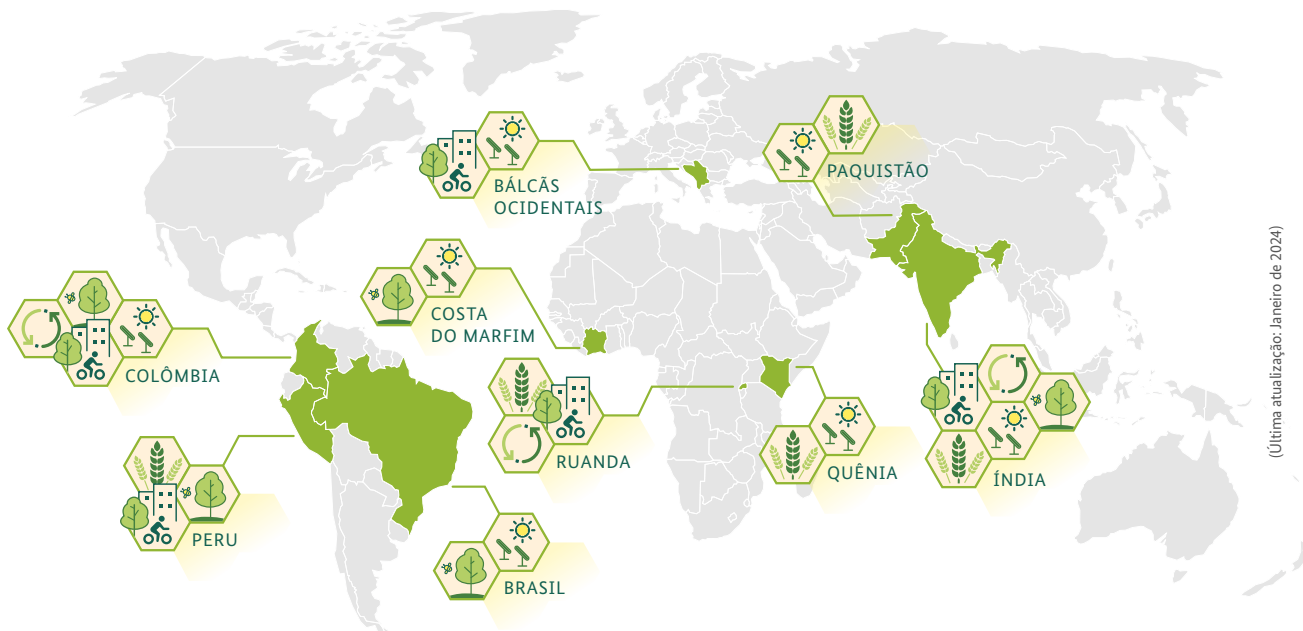 BÁLCÃS
OCIDENTAIS
PAQUISTÃO
COSTA
DO MARFIM
COLÔMBIA
RUANDA
QUÊNIA
ÍNDIA
PERU
BRASIL
(Última atualização: Janeiro de 2024)